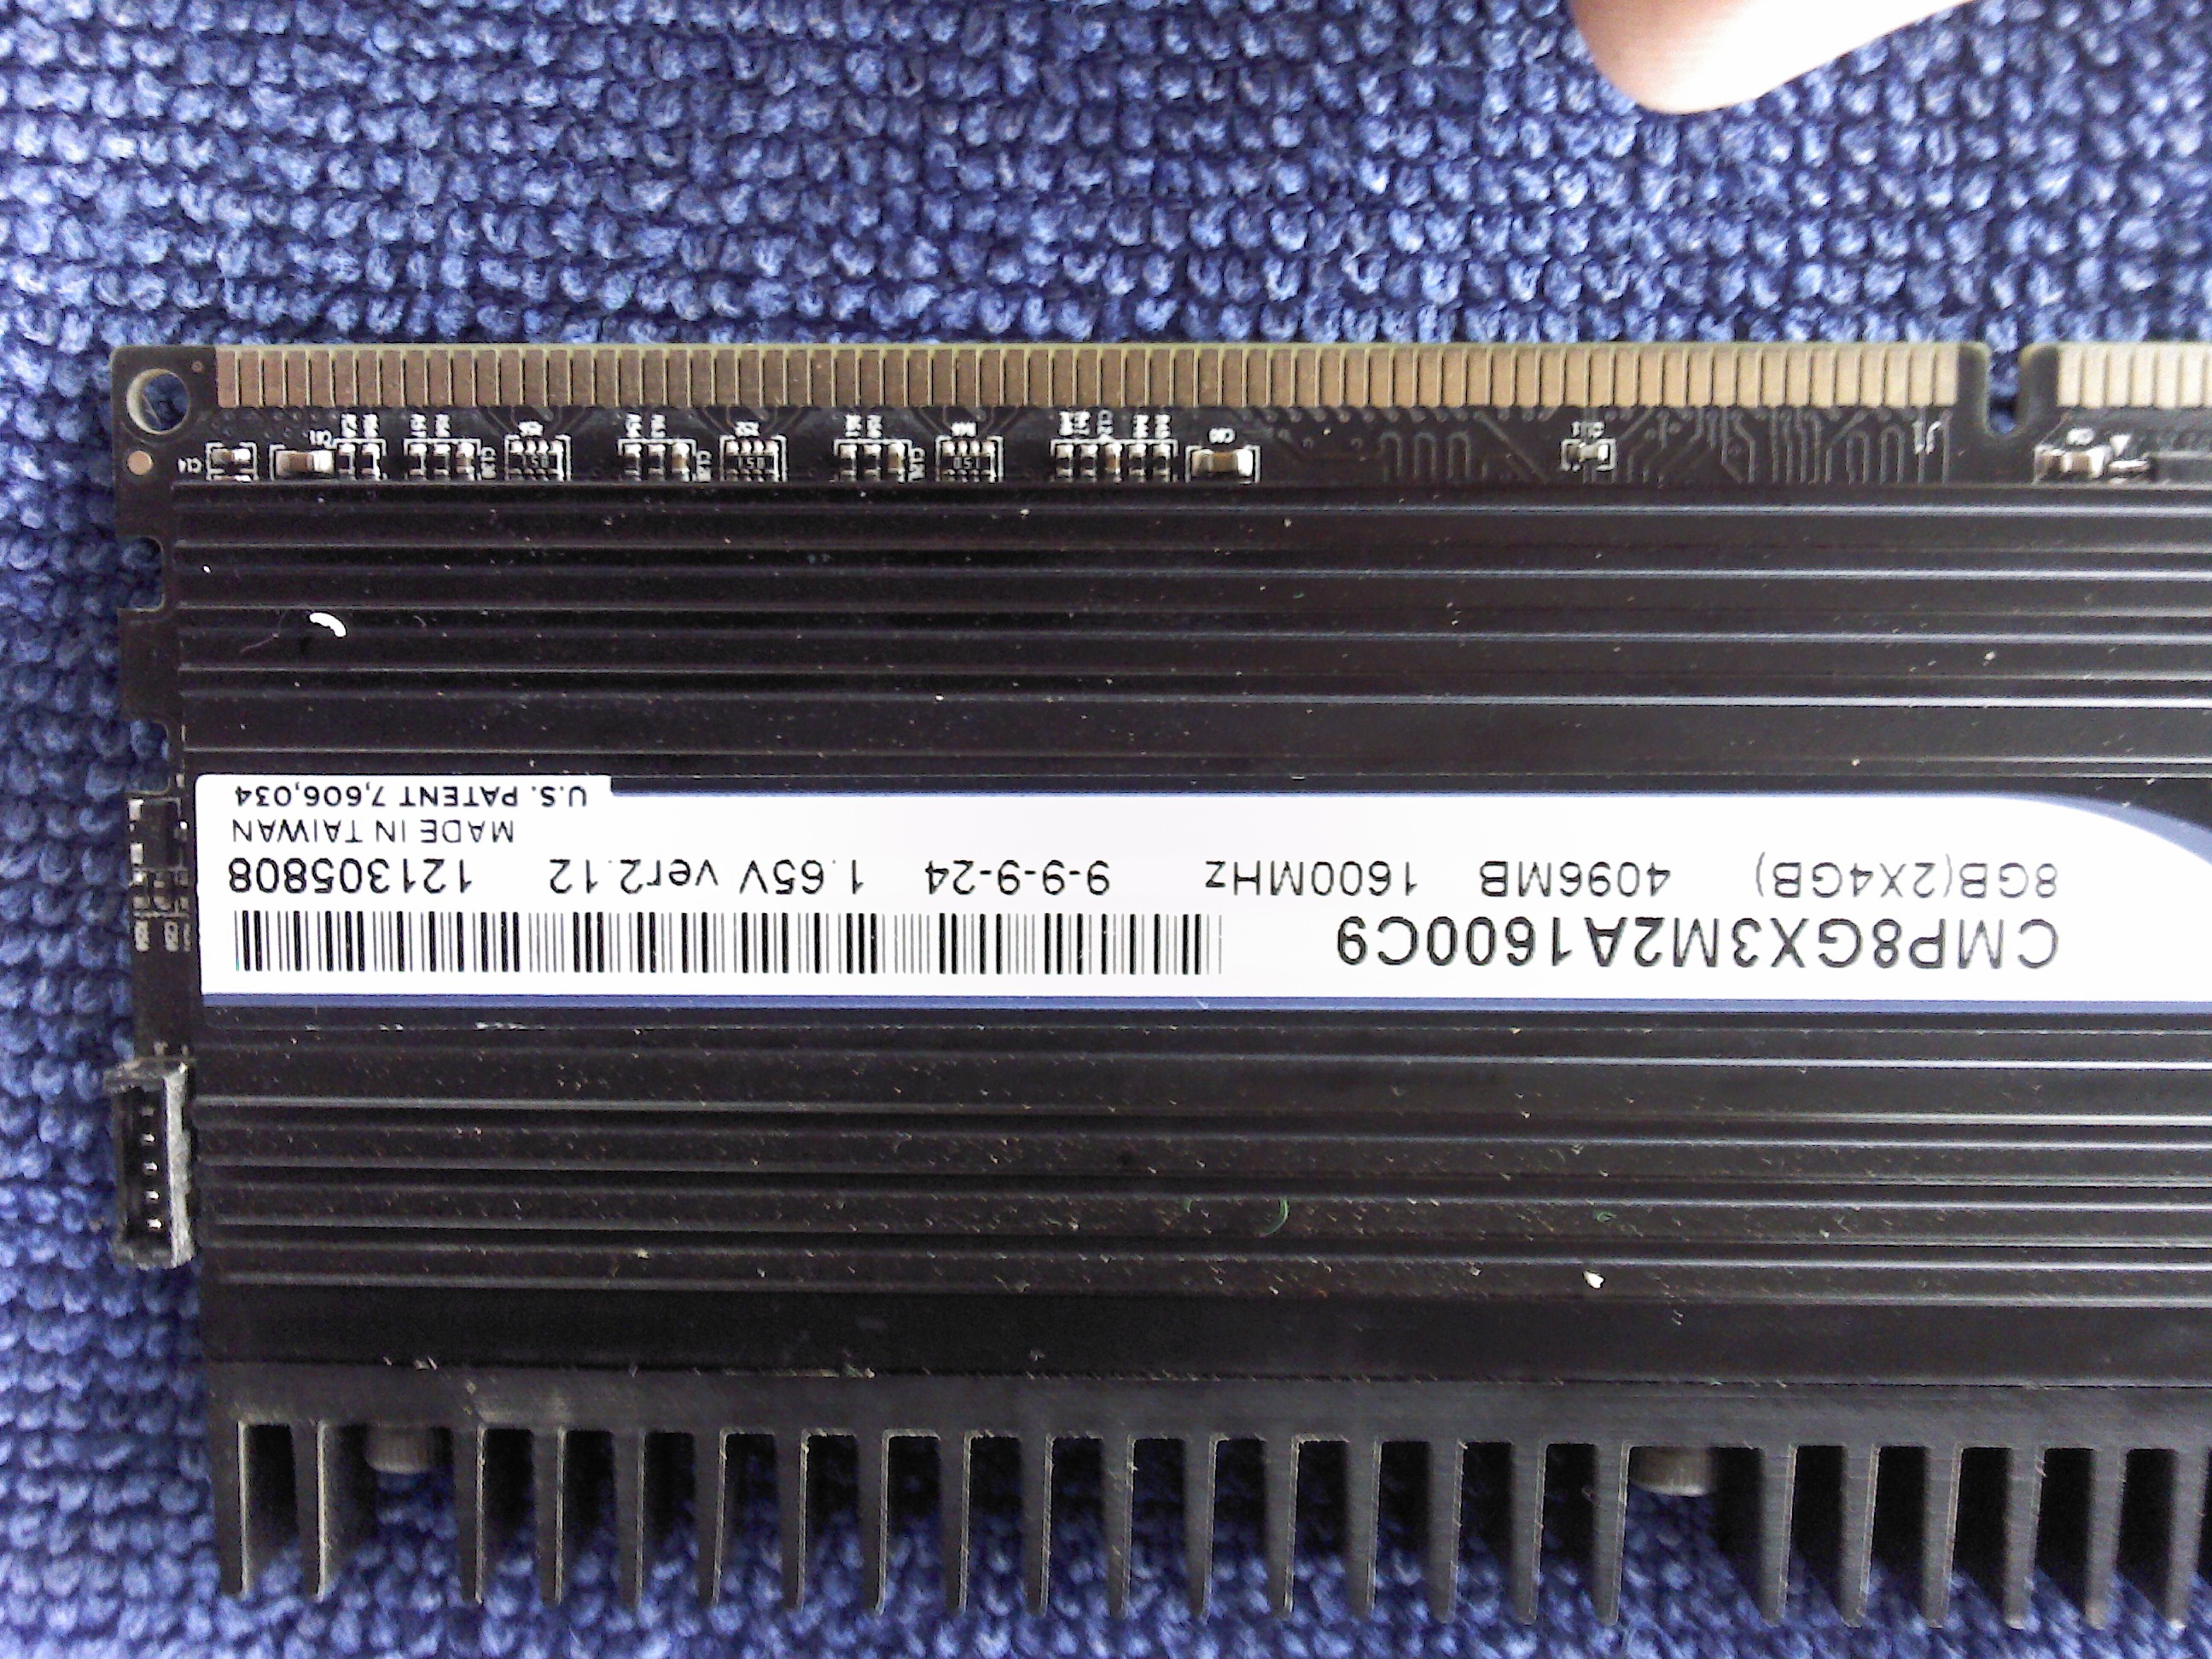 CMP8GX3M2A1600C9
8GB(2X4GB) 4096MB 1600MHz 9-9-9-24 1.65V ver2.12 121305808
MADE IN TAIWAN
U.S. PATENT 7,606,034